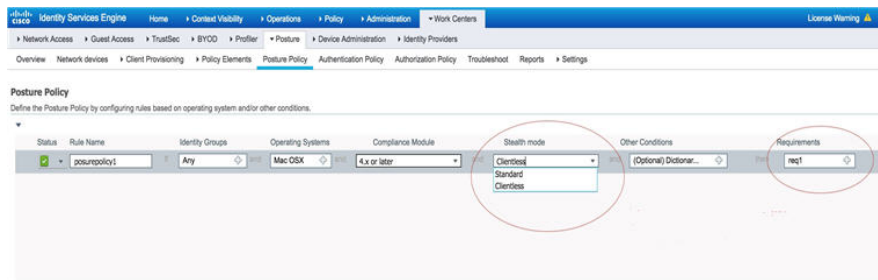 cisco Identity Services Engine Home Context Visibility Operations Policy Administration Work Centers License Warning
Network Access Guest Access TrustSec BYOD Profiler Posture Device Administration Identity Providers
Overview Network devices Client Provisioning Policy Elements Posture Policy Authentication Policy Authorization Policy Troubleshoot Reports Settings
Posture Policy
Define the Posture Policy by configuring rules based on operating system and/or other conditions.
Status Rule Name Identity Groups Operating Systems Compliance Module Stealth mode Other Conditions Requirements
posurepolicy1 If Any and Mac OSX and 4.x or later and Clientless and (Optional) Dictionar... then req1
Standard
Clientless